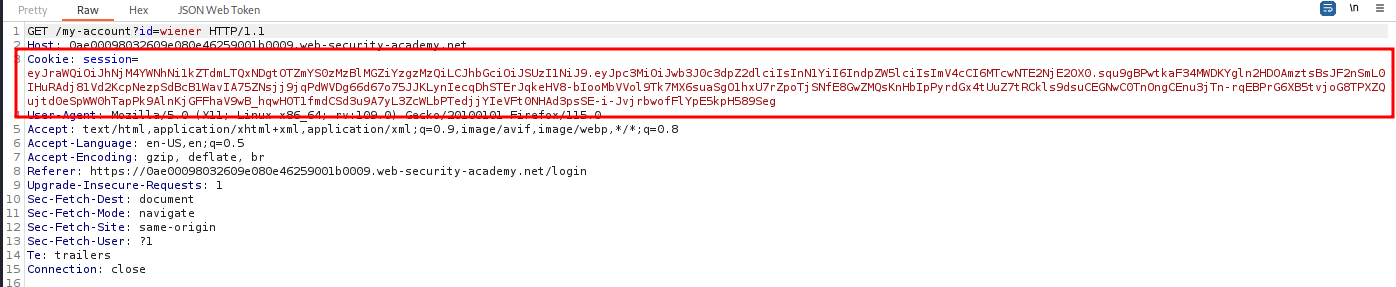 Pretty Raw Hex JSON Web Token \n
1 GET /my-account?id=wiener HTTP/1.1
2 Host: 0ae00098032609e080e46259001b0009.web-security-academy.net
3 Cookie: session=
eyJraWQiOiJhNjM4YWNhNi1kZTdmLTQxNDgtOTZmYS0zMzBlMGZiYzgzMzQiLCJhbGciOiJSUzI1NiJ9.eyJpc3MiOiJwb3J0c3dpZ2dlciIsInN1YiI6IndpZW5lciIsImV4cCI6MTcwNTE2NjE2OX0.squ9gBPwtkaF34MWDKYgln2HDOAmztsBsJF2nSmL0
IHuRAdj81Vd2KcpNezpSdBcB1WavIA75ZNsjj9jqPdWVDg66d67o75JJKLynIecqDhSTErJqkeHV8-bIooMbVVol9Tk7MX6suaSgO1hxU7rZpoTjSNfE8GwZMQsKnHbIpPyrdGx4tUuZ7tRCkls9dsuCEGNwC0TnOngCEnu3jTn-rqEBPrG6XB5tvjoG8TPXZQ
ujtd0eSpWW0hTapPk9AlnKjGFFhaV9wB_hqwHOT1fmdCSd3u9A7yL3ZcWLbPTedjjYIeVFt0NHAd3psSE-i-JvjrbwofFlYpE5kpH589Seg
4 User-Agent: Mozilla/5.0 (X11; Linux x86_64; rv:109.0) Gecko/20100101 Firefox/115.0
5 Accept: text/html,application/xhtml+xml,application/xml;q=0.9,image/avif,image/webp,*/*;q=0.8
6 Accept-Language: en-US,en;q=0.5
7 Accept-Encoding: gzip, deflate, br
8 Referer: https://0ae00098032609e080e46259001b0009.web-security-academy.net/login
9 Upgrade-Insecure-Requests: 1
10 Sec-Fetch-Dest: document
11 Sec-Fetch-Mode: navigate
12 Sec-Fetch-Site: same-origin
13 Sec-Fetch-User: ?1
14 Te: trailers
15 Connection: close
16